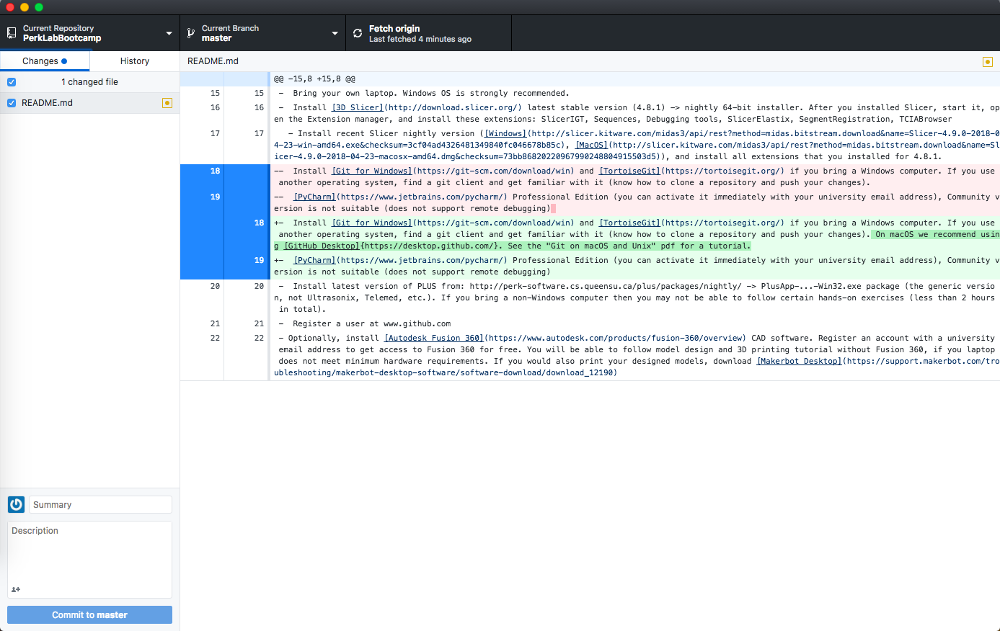 Current Repository
PerkLabBootcamp
Current Branch
master
Fetch origin
Last fetched 4 minutes ago
Changes
History
README.md
1 changed file
README.md
@@ -15,8 +15,8 @@
15 15 -  Bring your own laptop. Windows OS is strongly recommended.
16 16 -  Install [3D Slicer](http://download.slicer.org/) latest stable version (4.8.1) -> nightly 64-bit installer. After you installed Slicer, start it, op
en the Extension manager, and install these extensions: SlicerIGT, Sequences, Debugging tools, SlicerElastix, SegmentRegistration, TCIABrowser
17 17 - Install recent Slicer nightly version ([Windows](http://slicer.kitware.com/midas3/api/rest?method=midas.bitstream.download&name=Slicer-4.9.0-2018-0
4-23-win-amd64.exe&checksum=3cf04ad4326481349840fc046678b85c), [MacOS](http://slicer.kitware.com/midas3/api/rest?method=midas.bitstream.download&name=Sl
icer-4.9.0-2018-04-23-macosx-amd64.dmg&checksum=73bb86820220967990248804915503d5)), and install all extensions that you installed for 4.8.1.
18 --  Install [Git for Windows](https://git-scm.com/download/win) and [TortoiseGit](https://tortoisegit.org/) if you bring a Windows computer. If you use
another operating system, find a git client and get familiar with it (know how to clone a repository and push your changes).
19 --  [PyCharm](https://www.jetbrains.com/pycharm/) Professional Edition (you can activate it immediately with your university email address), Community v
ersion is not suitable (does not support remote debugging)
18 +-  Install [Git for Windows](https://git-scm.com/download/win) and [TortoiseGit](https://tortoisegit.org/) if you bring a Windows computer. If you use
another operating system, find a git client and get familiar with it (know how to clone a repository and push your changes). On macOS we recommend usin
g [GitHub Desktop]{https://desktop.github.com/}. See the "Git on macOS and Unix" pdf for a tutorial.
19 +-  [PyCharm](https://www.jetbrains.com/pycharm/) Professional Edition (you can activate it immediately with your university email address), Community v
ersion is not suitable (does not support remote debugging)
20 20 -  Install latest version of PLUS from: http://perk-software.cs.queensu.ca/plus/packages/nightly/ -> PlusApp-...-Win32.exe package (the generic versio
n, not Ultrasonix, Telemed, etc.). If you bring a non-Windows computer then you may not be able to follow certain hands-on exercises (less than 2 hours
in total).
21 21 -  Register a user at www.github.com
22 22 - Optionally, install [Autodesk Fusion 360](https://www.autodesk.com/products/fusion-360/overview) CAD software. Register an account with a university
email address to get access to Fusion 360 for free. You will be able to follow model design and 3D printing tutorial without Fusion 360, if you laptop
does not meet minimum hardware requirements. If you would also print your designed models, download [Makerbot Desktop](https://support.makerbot.com/tro
ubleshooting/makerbot-desktop-software/software-download/download_12190)
Summary
Description
Commit to master